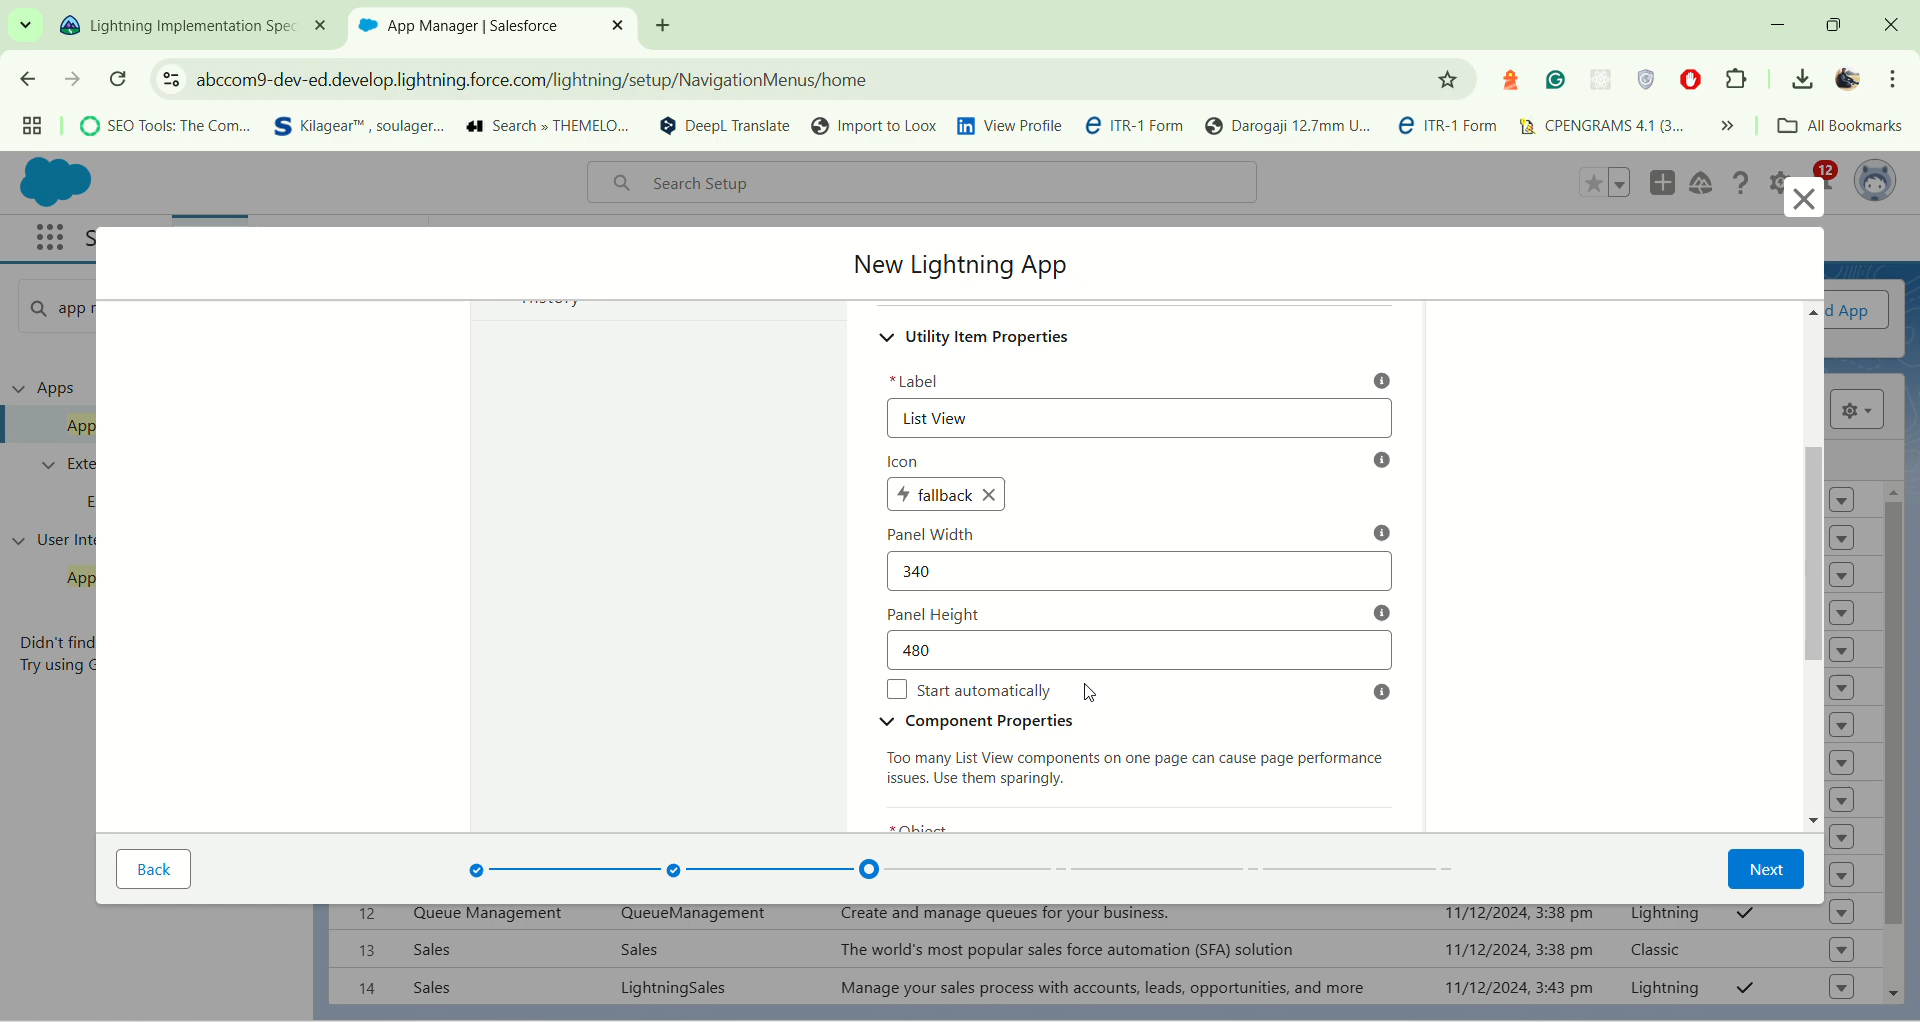 Lightning Implementation Spec
App Manager | Salesforce
abccom9-dev-ed.develop.lightning.force.com/lightning/setup/NavigationMenus/home
SEO Tools: The Com...
Kilagear™ , soulager...
Search » THEMELO...
DeepL Translate
Import to Loox
View Profile
ITR-1 Form
Darogaji 12.7mm U...
ITR-1 Form
CPENGRAMS 4.1 (3...
»
All Bookmarks
Search Setup
12
S
New Lightning App
app r
d App
Utility Item Properties
Apps
* Label
App
List View
Exte
Icon
E
fallback
User Inte
Panel Width
340
App
Panel Height
Didn't find
480
Try using G
Start automatically
Component Properties
Too many List View components on one page can cause page performance
issues. Use them sparingly.
* Object
Back
Next
12 Queue Management QueueManagement Create and manage queues for your business. 11/12/2024, 3:38 pm Lightning
13 Sales Sales The world's most popular sales force automation (SFA) solution 11/12/2024, 3:38 pm Classic
14 Sales LightningSales Manage your sales process with accounts, leads, opportunities, and more 11/12/2024, 3:43 pm Lightning